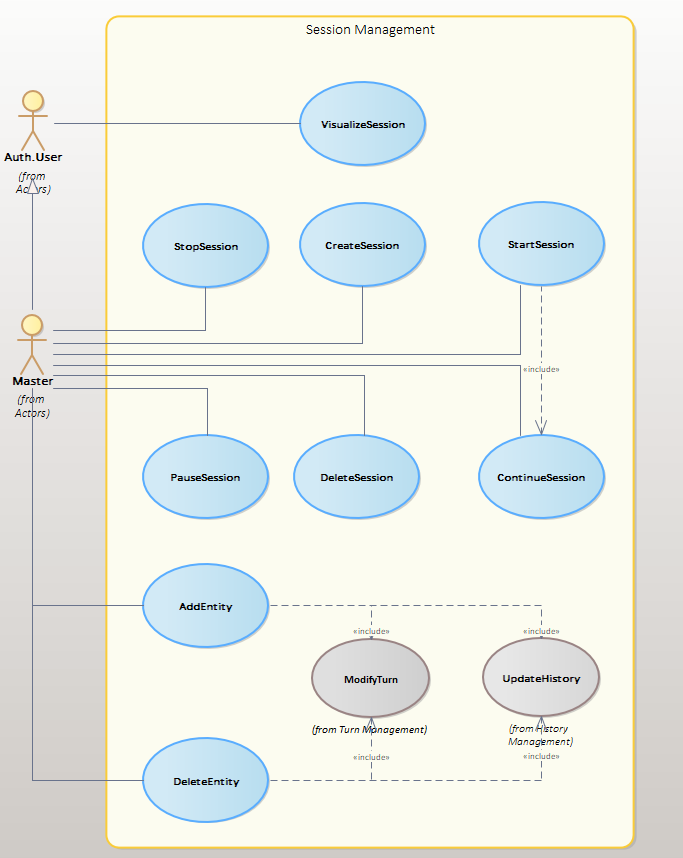 Session Management
VisualizeSession
Auth.User
(from
Actors)
StopSession
CreateSession
StartSession
«include»
Master
(from
Actors)
PauseSession
DeleteSession
ContinueSession
AddEntity
«include»
«include»
ModifyTurn
UpdateHistory
(from Turn Management)
(from History
Management)
«include»
«include»
DeleteEntity